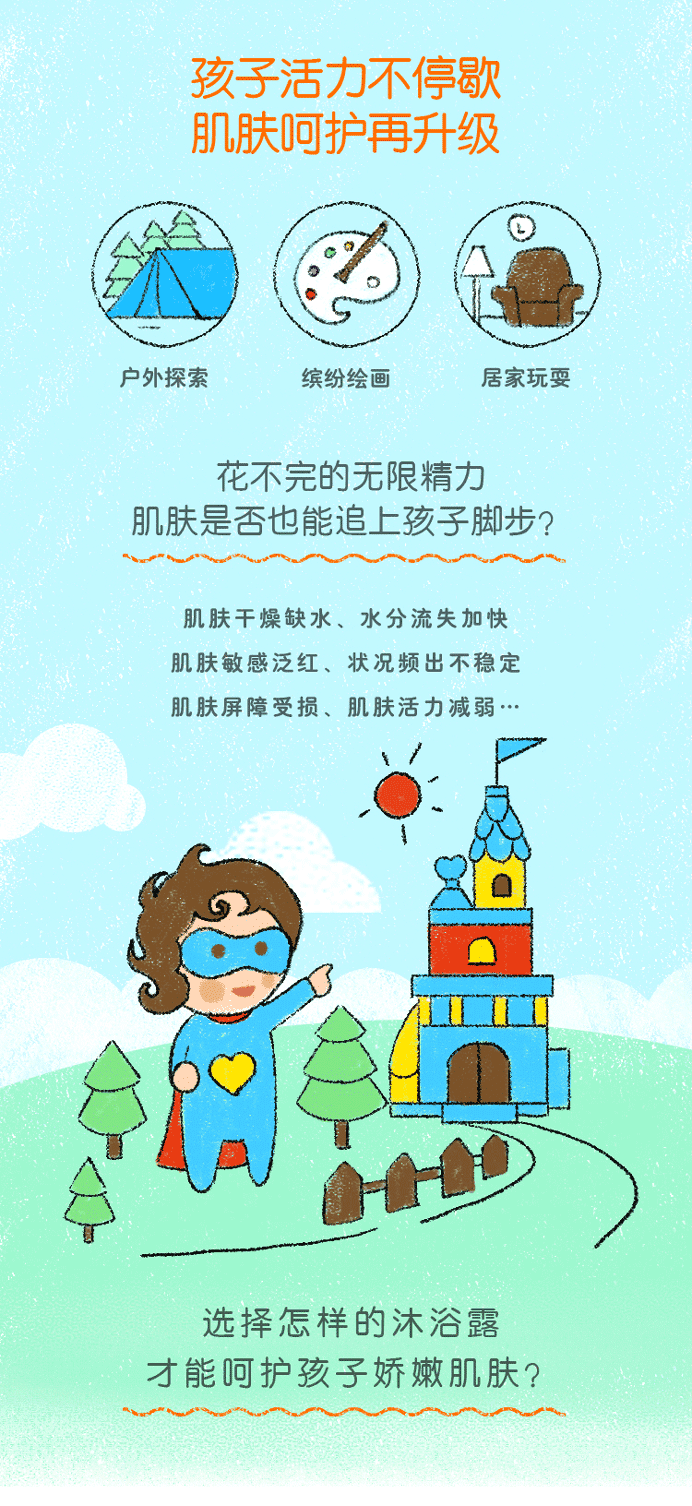 孩子活力不停歇
肌肤呵护再升级
户外探索
缤纷绘画
居家玩耍
花不完的无限精力
肌肤是否也能追上孩子脚步?
肌肤干燥缺水、水分流失加快
肌肤敏感泛红、状况频出不稳定
肌肤屏障受损、肌肤活力减弱…
选择怎样的沐浴露
才能呵护孩子娇嫩肌肤?